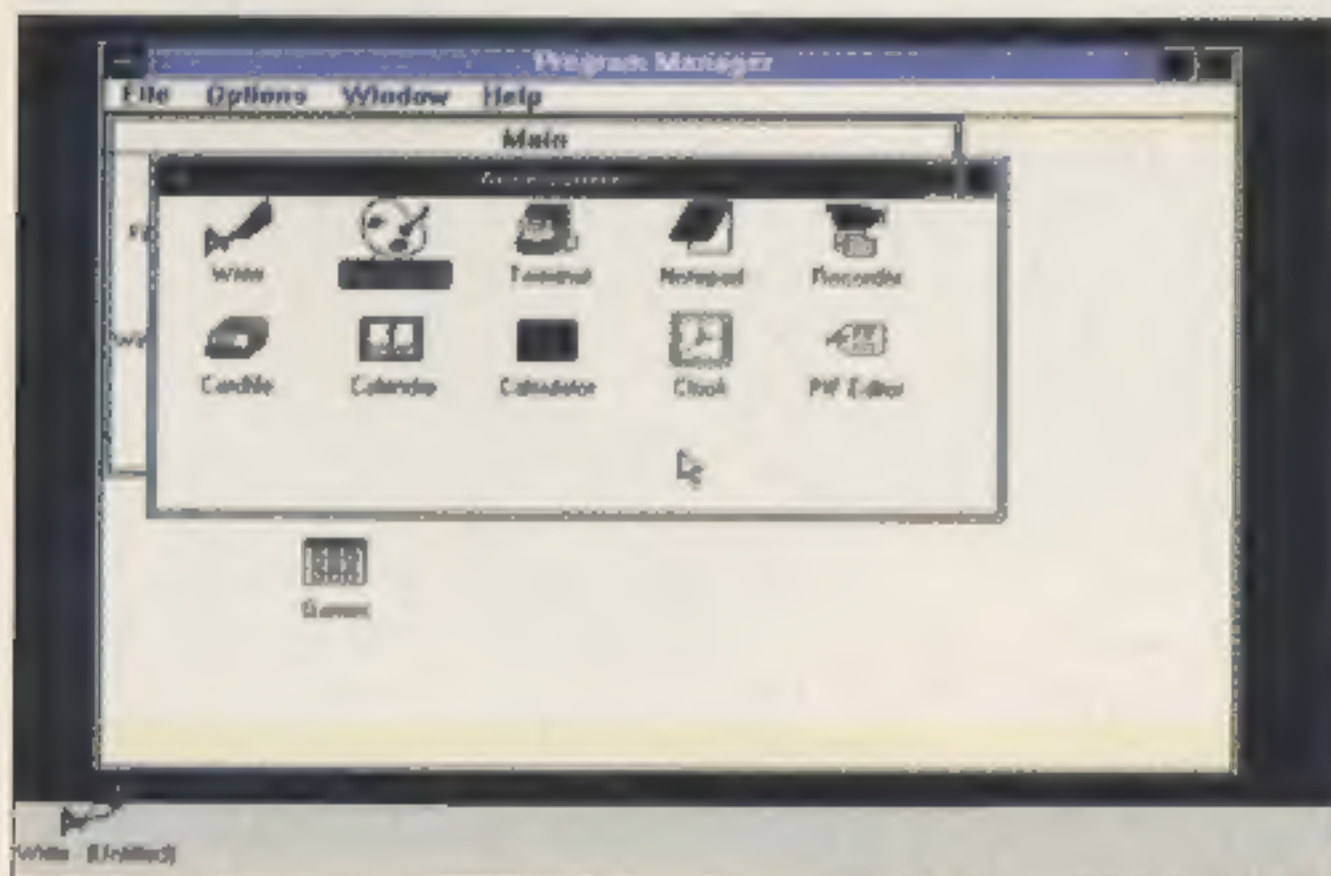 Program Manager
File Options Window Help
Main
Write Terminal Notepad Recorder
Cardfile Calendar Calculator Clock PIF Editor
Games
Write (Untitled)